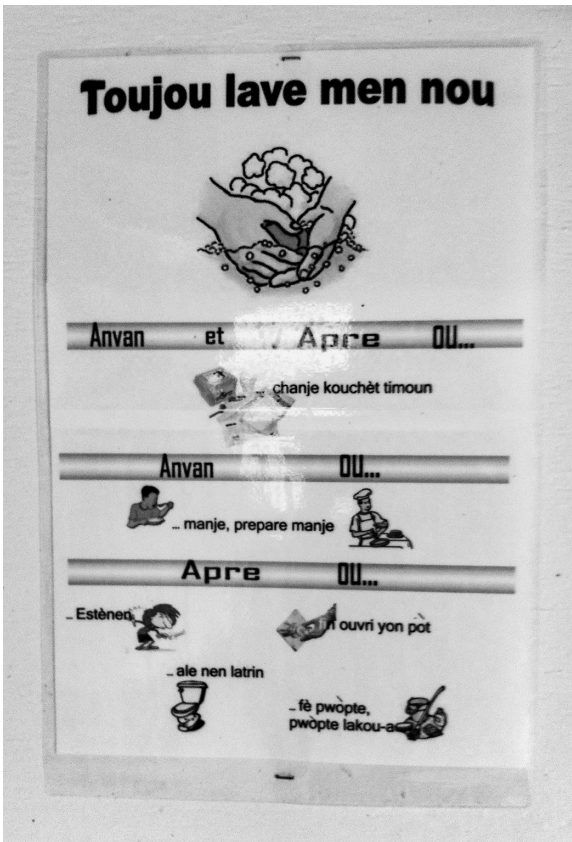 Toujou lave men nou
Anvan et Apre OU...
chanje kouchèt timoun
Anvan OU...
... manje, prepare manje
Apre OU...
... Estènen
ouvri yon pòt
... ale nen latrin
... fè pwòpte,
pwòpte lakou-a